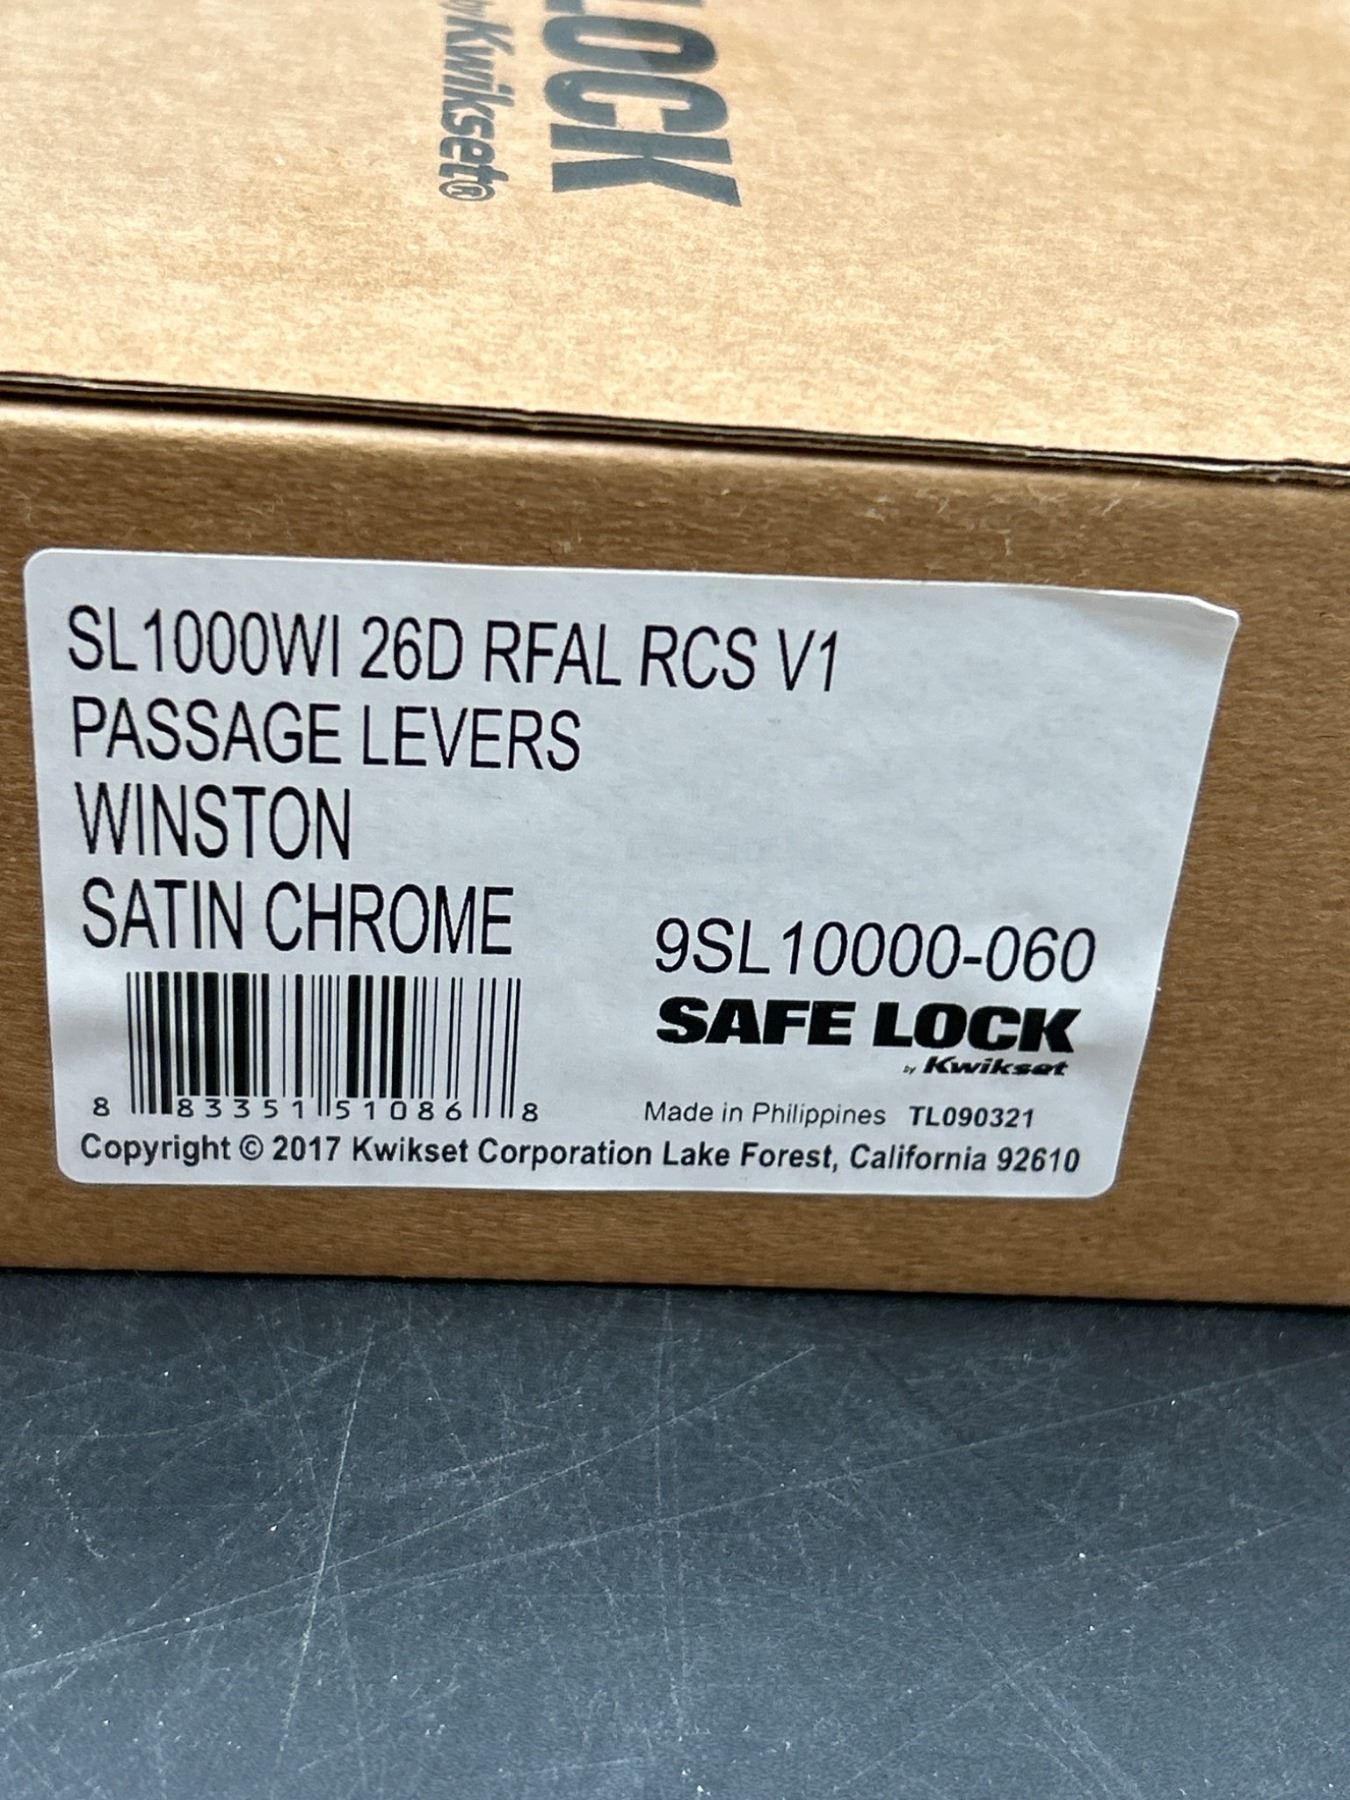 LOCK
by Kwikset®
SL1000WI 26D RFAL RCS V1
PASSAGE LEVERS
WINSTON
SATIN CHROME
9SL10000-060
SAFE LOCK
by Kwikset
8 83351 51086 8
Made in Philippines TL090321
Copyright © 2017 Kwikset Corporation Lake Forest, California 92610